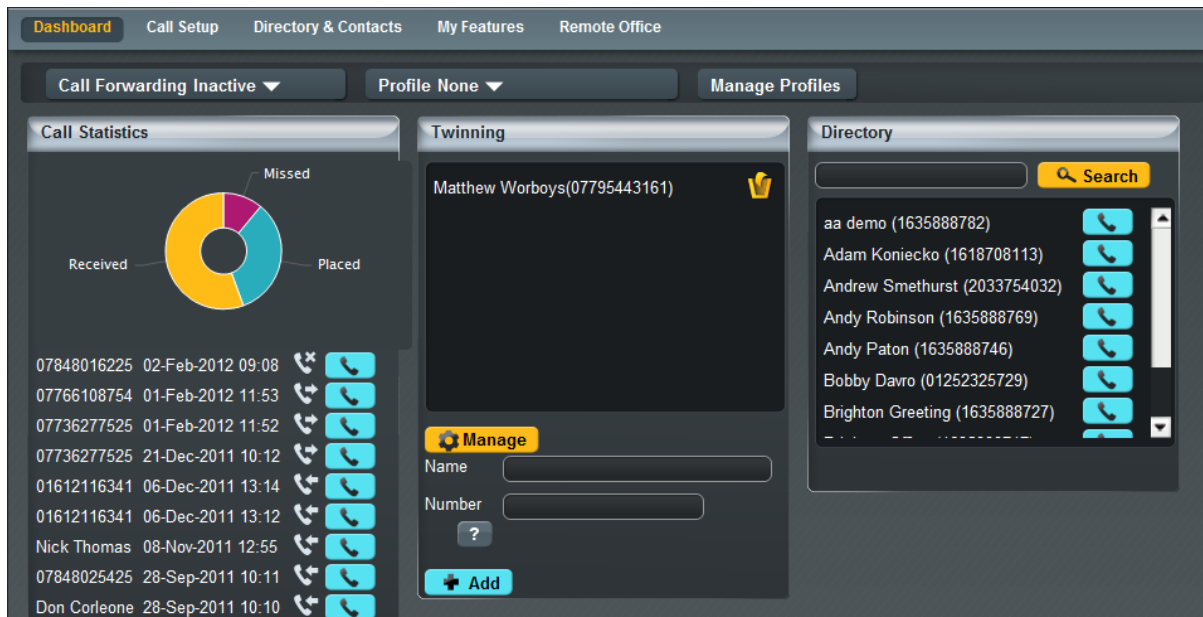 Dashboard Call Setup Directory & Contacts My Features Remote Office
Call Forwarding Inactive Profile None Manage Profiles
Call Statistics
Missed
Received
Placed
07848016225 02-Feb-2012 09:08
07766108754 01-Feb-2012 11:53
07736277525 01-Feb-2012 11:52
07736277525 21-Dec-2011 10:12
01612116341 06-Dec-2011 13:14
01612116341 06-Dec-2011 13:12
Nick Thomas 08-Nov-2011 12:55
07848025425 28-Sep-2011 10:11
Don Corleone 28-Sep-2011 10:10
Twinning
Matthew Worboys(07795443161)
Manage
Name
Number
?
Add
Directory
Search
aa demo (1635888782)
Adam Koniecko (1618708113)
Andrew Smethurst (2033754032)
Andy Robinson (1635888769)
Andy Paton (1635888746)
Bobby Davro (01252325729)
Brighton Greeting (1635888727)